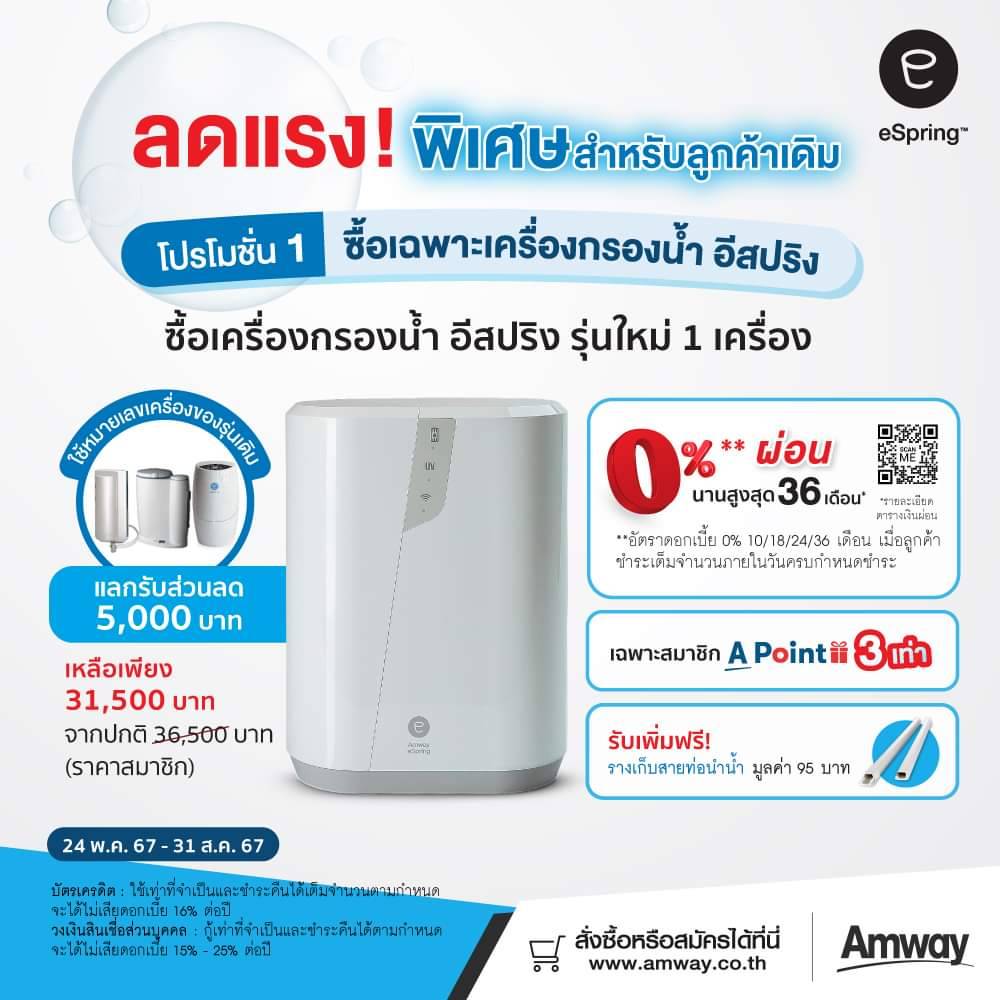 eSpring™
ลดแรง! พิเศษสำหรับลูกค้าเดิม
โปรโมชั่น 1 ซื้อเฉพาะเครื่องกรองน้ำ อีสปริง
ซื้อเครื่องกรองน้ำ อีสปริง รุ่นใหม่ 1 เครื่อง
ใช้หมายเลขเครื่องของรุ่นเดิม
แลกรับส่วนลด
5,000 บาท
เหลือเพียง
31,500 บาท
จากปกติ 36,500 บาท
(ราคาสมาชิก)
UV
Amway
eSpring
0%** ผ่อน
นานสูงสุด 36 เดือน*
SCAN
ME
*รายละเอียด
ตารางเงินผ่อน
**อัตราดอกเบี้ย 0% 10/18/24/36 เดือน เมื่อลูกค้า
ชำระเต็มจำนวนภายในวันครบกำหนดชำระ
เฉพาะสมาชิก A Point 3 เท่า
รับเพิ่มฟรี!
รางเก็บสายท่อนำน้ำ มูลค่า 95 บาท
24 พ.ค. 67 - 31 ส.ค. 67
บัตรเครดิต : ใช้เท่าที่จำเป็นและชำระคืนได้เต็มจำนวนตามกำหนด
จะได้ไม่เสียดอกเบี้ย 16% ต่อปี
วงเงินสินเชื่อส่วนบุคคล : กู้เท่าที่จำเป็นและชำระคืนได้ตามกำหนด
จะได้ไม่เสียดอกเบี้ย 15% - 25% ต่อปี
สั่งซื้อหรือสมัครได้ที่นี่
www.amway.co.th
Amway